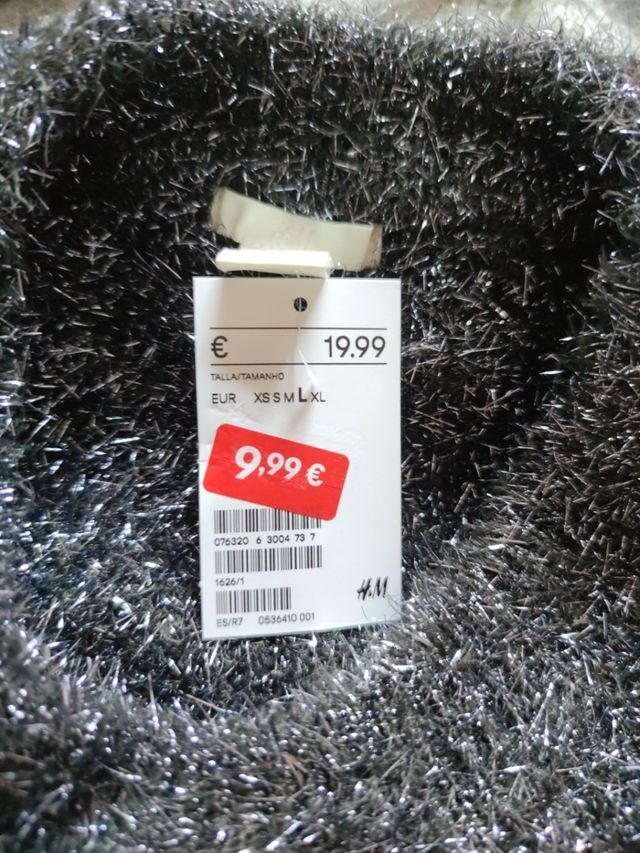 € 19.99
TALLA/TAMANHO
EUR XS S M L XL
9,99 €
076320 6 3004 73 7
1626/1
H&M
ES/R7 0536410 001